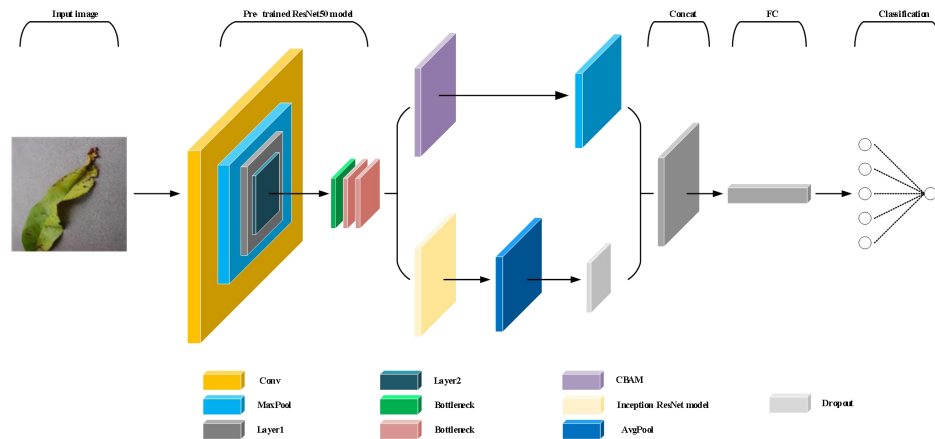 Input image
Pre- trained ResNet50 model
Concat
FC
Classification
Conv
Layer2
CBAM
MaxPool
Bottleneck
Inception ResNet model
Dropout
Layer1
Bottleneck
AvgPool